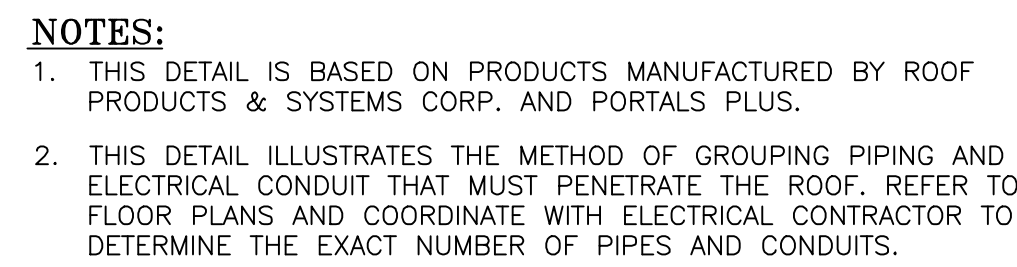 NOTES:
1. THIS DETAIL IS BASED ON PRODUCTS MANUFACTURED BY ROOF
PRODUCTS & SYSTEMS CORP. AND PORTALS PLUS.
2. THIS DETAIL ILLUSTRATES THE METHOD OF GROUPING PIPING AND
ELECTRICAL CONDUIT THAT MUST PENETRATE THE ROOF. REFER TO
FLOOR PLANS AND COORDINATE WITH ELECTRICAL CONTRACTOR TO
DETERMINE THE EXACT NUMBER OF PIPES AND CONDUITS.